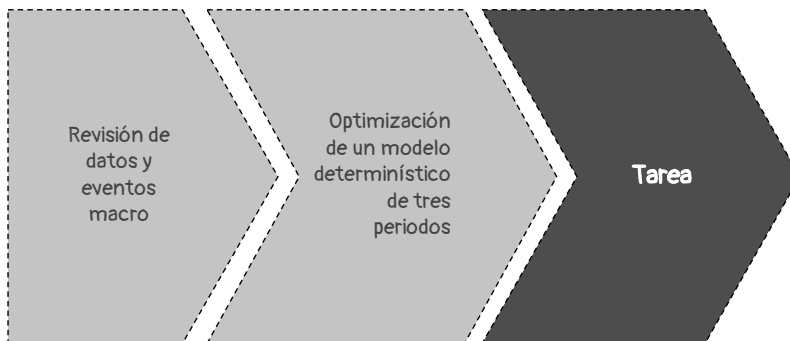 Revisión de
datos y
eventos
macro
Optimización
de un modelo
determinístico
de tres
periodos
Tarea